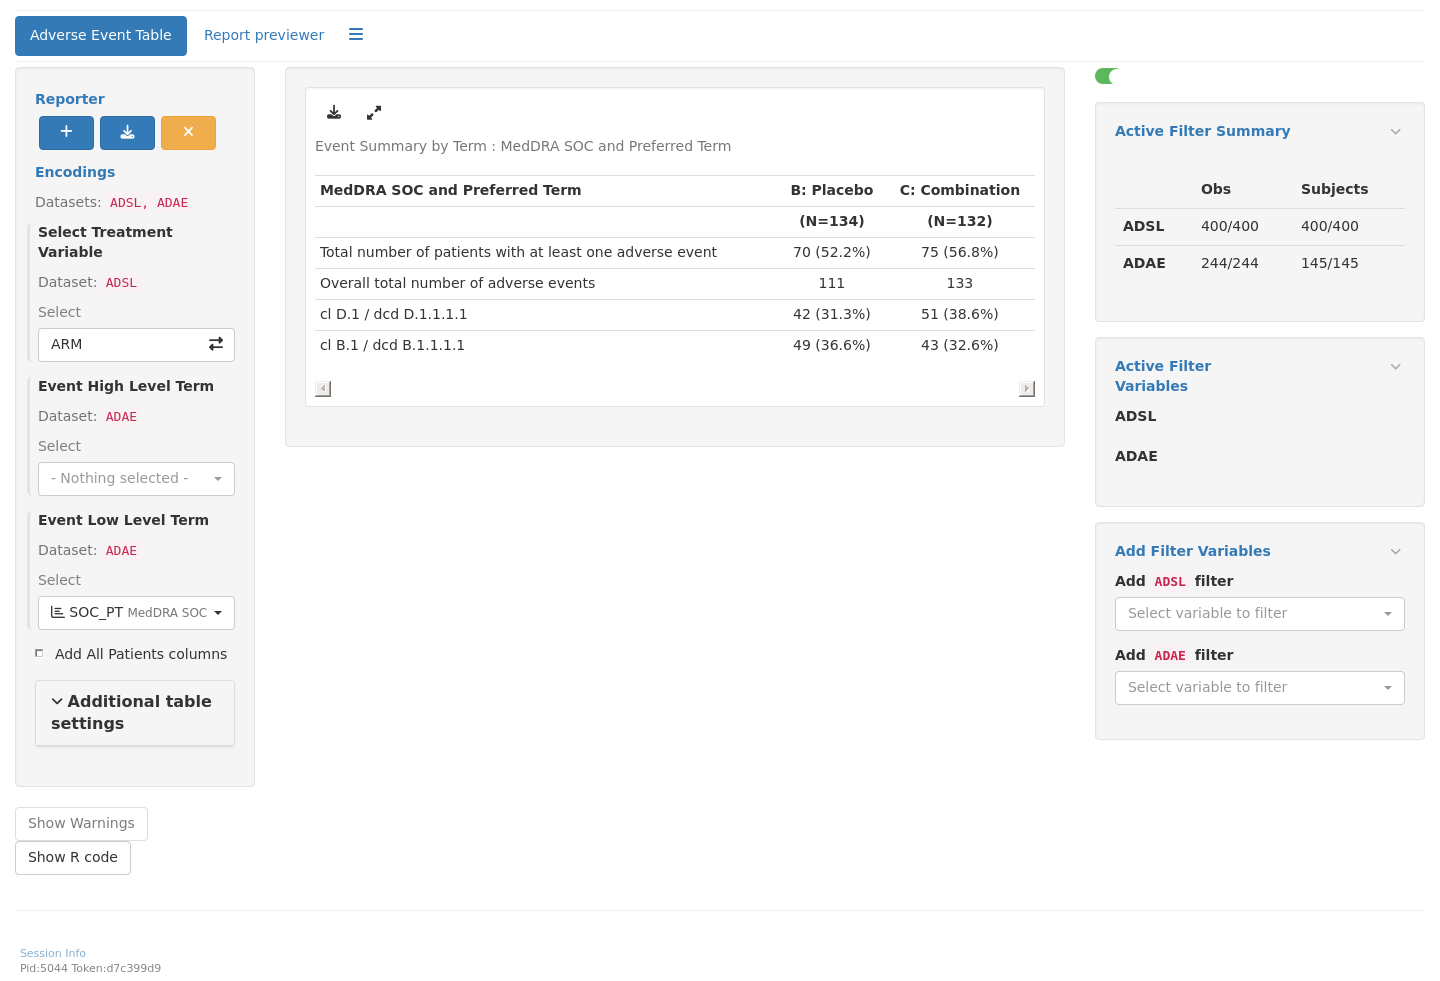 Adverse Event Table Report previewer
Reporter
Encodings
Datasets: ADSL, ADAE
Select Treatment
Variable
Dataset: ADSL
Select
ARM
Event High Level Term
Dataset: ADAE
Select
- Nothing selected -
Event Low Level Term
Dataset: ADAE
Select
SOC_PT MedDRA SOC
Add All Patients columns
Additional table
settings
Show Warnings
Show R code
Event Summary by Term : MedDRA SOC and Preferred Term
MedDRA SOC and Preferred Term B: Placebo C: Combination
(N=134) (N=132)
Total number of patients with at least one adverse event 70 (52.2%) 75 (56.8%)
Overall total number of adverse events 111 133
cl D.1 / dcd D.1.1.1.1 42 (31.3%) 51 (38.6%)
cl B.1 / dcd B.1.1.1.1 49 (36.6%) 43 (32.6%)
Active Filter Summary
Obs Subjects
ADSL 400/400 400/400
ADAE 244/244 145/145
Active Filter
Variables
ADSL
ADAE
Add Filter Variables
Add ADSL filter
Select variable to filter
Add ADAE filter
Select variable to filter
Session Info
Pid:5044 Token:d7c399d9